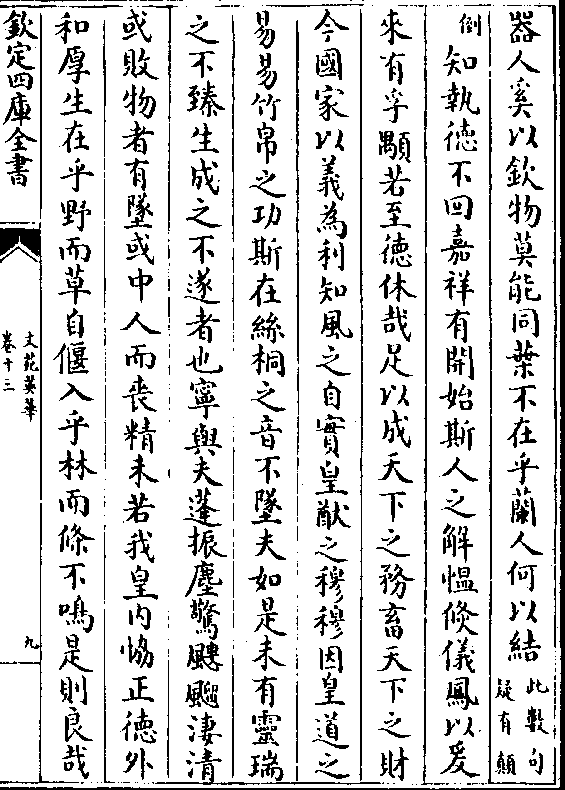 器人奚以欽物莫能同葉不在乎蘭人何以結此數句疑有顛
倒知執德不回嘉祥有開始斯人之解愠倐儀鳳以爰
來有孚顒若至德休哉足以成天下之務畜天下之財
今國家以義為利知風之自實皇猷之穆穆因皇道之
易易竹帛之功斯在絲桐之音不墜夫如是未有靈瑞
之不臻生成之不遂者也寧與夫蓬振塵驚飂飂淒清
或敗物者有墜或中人而喪精未若我皇内恊正德外
和厚生在乎野而草自偃入乎林而條不鳴是則良哉
欽定四庫全書
文苑英華
卷十三
九